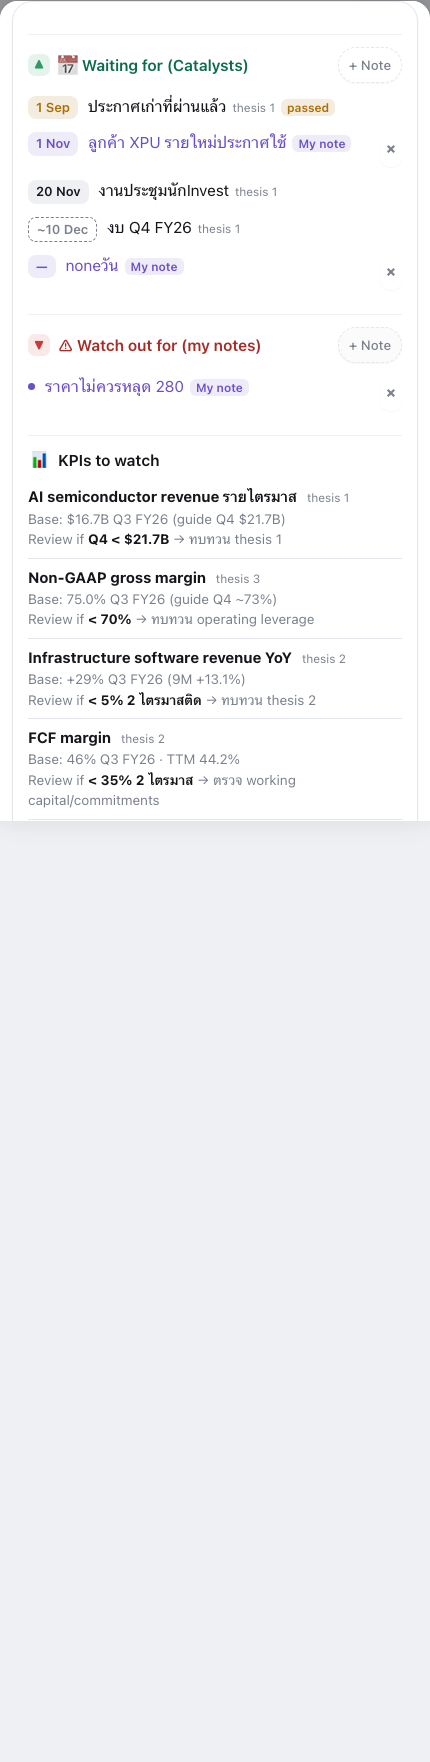 Waiting for (Catalysts)
+ Note
1 Sep ประกาศเก่าที่ผ่านแล้ว thesis 1 passed
1 Nov ลูกค้า XPU รายใหม่ประกาศใช้ My note ×
20 Nov งานประชุมนักInvest thesis 1
~10 Dec งบ Q4 FY26 thesis 1
— noneวัน My note ×
Watch out for (my notes)
+ Note
ราคาไม่ควรหลุด 280 My note ×
KPIs to watch
AI semiconductor revenue รายไตรมาส thesis 1
Base: $16.7B Q3 FY26 (guide Q4 $21.7B)
Review if Q4 < $21.7B → ทบทวน thesis 1
Non-GAAP gross margin thesis 3
Base: 75.0% Q3 FY26 (guide Q4 ~73%)
Review if < 70% → ทบทวน operating leverage
Infrastructure software revenue YoY thesis 2
Base: +29% Q3 FY26 (9M +13.1%)
Review if < 5% 2 ไตรมาสติด → ทบทวน thesis 2
FCF margin thesis 2
Base: 46% Q3 FY26 · TTM 44.2%
Review if < 35% 2 ไตรมาส → ตรวจ working
capital/commitments